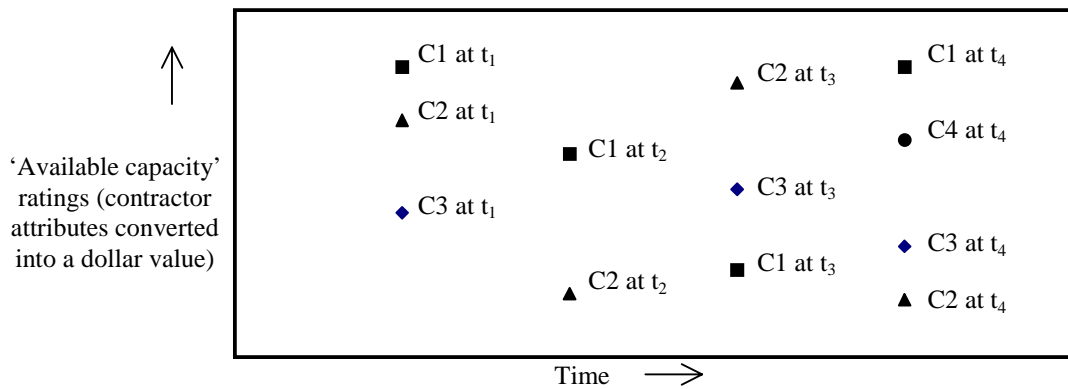 C1 at t₁
C2 at t₁
C3 at t₁
C1 at t₂
C2 at t₂
C2 at t₃
C3 at t₃
C1 at t₃
C1 at t₄
C4 at t₄
C3 at t₄
C2 at t₄
‘Available capacity’
ratings (contractor
attributes converted
into a dollar value)
Time